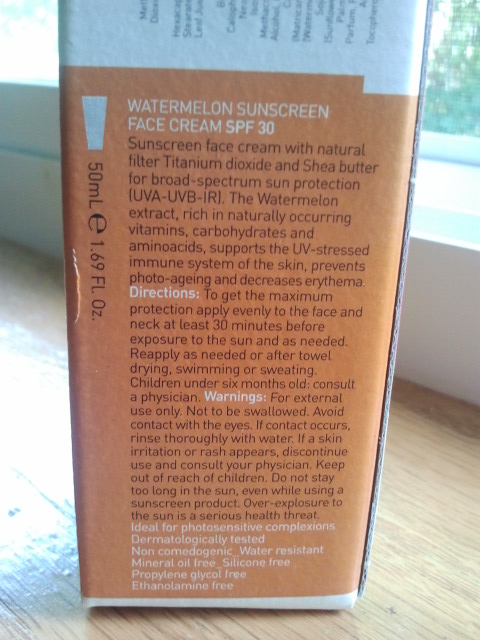 WATERMELON SUNSCREEN
FACE CREAM SPF 30
Sunscreen face cream with natural
filter Titanium dioxide and Shea butter
for broad-spectrum sun protection
(UVA-UVB-IR). The Watermelon
extract, rich in naturally occurring
vitamins, carbohydrates and
aminoacids, supports the UV-stressed
immune system of the skin, prevents
photo-ageing and decreases erythema.
Directions: To get the maximum
protection apply evenly to the face and
neck at least 30 minutes before
exposure to the sun and as needed.
Reapply as needed or after towel
drying, swimming or sweating.
Children under six months old: consult
a physician. Warnings: For external
use only. Not to be swallowed. Avoid
contact with the eyes. If contact occurs,
rinse thoroughly with water. If a skin
irritation or rash appears, discontinue
use and consult your physician. Keep
out of reach of children. Do not stay
too long in the sun, even while using a
sunscreen product. Over-exposure to
the sun is a serious health threat.
Ideal for photosensitive complexions
Dermatologically tested
Non comedogenic_Water resistant
Mineral oil free_Silicone free
Propylene glycol free
Ethanolamine free
50mL ℮ 1.69 Fl. Oz.